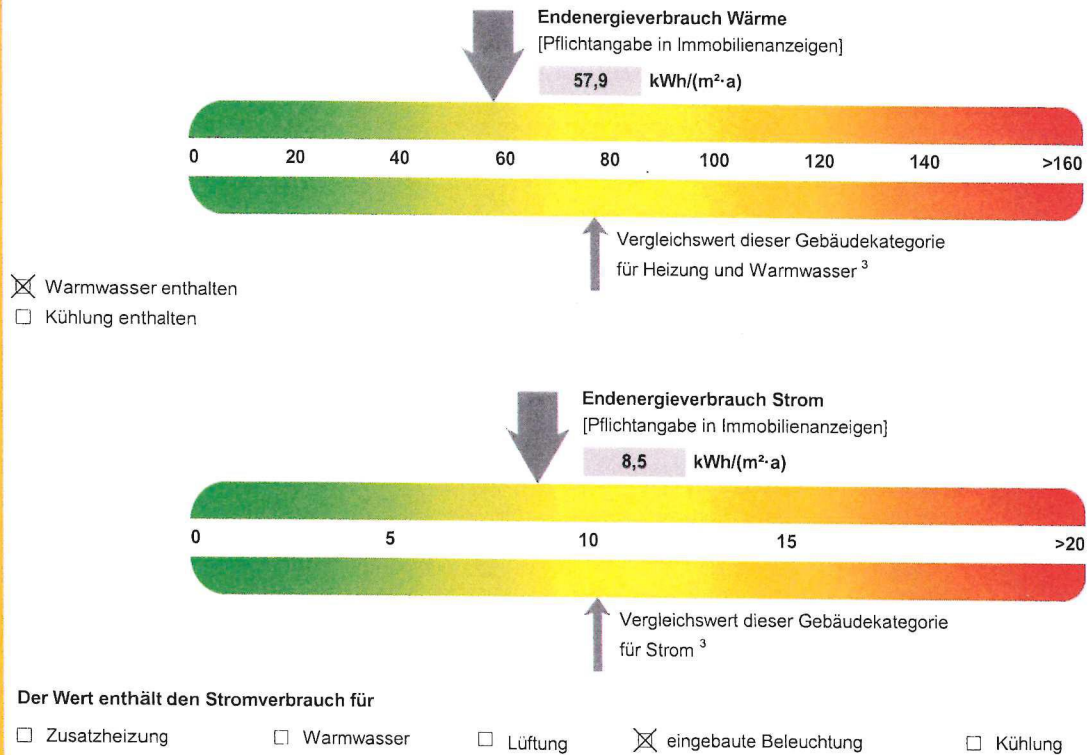 Endenergieverbrauch Wärme
[Pflichtangabe in Immobilienanzeigen]
57,9 kWh/(m²·a)
0 20 40 60 80 100 120 140 >160
Vergleichswert dieser Gebäudekategorie
für Heizung und Warmwasser ³
☒ Warmwasser enthalten
☐ Kühlung enthalten
Endenergieverbrauch Strom
[Pflichtangabe in Immobilienanzeigen]
8,5 kWh/(m²·a)
0 5 10 15 >20
Vergleichswert dieser Gebäudekategorie
für Strom ³
Der Wert enthält den Stromverbrauch für
☐ Zusatzheizung ☐ Warmwasser ☐ Lüftung ☒ eingebaute Beleuchtung ☐ Kühlung